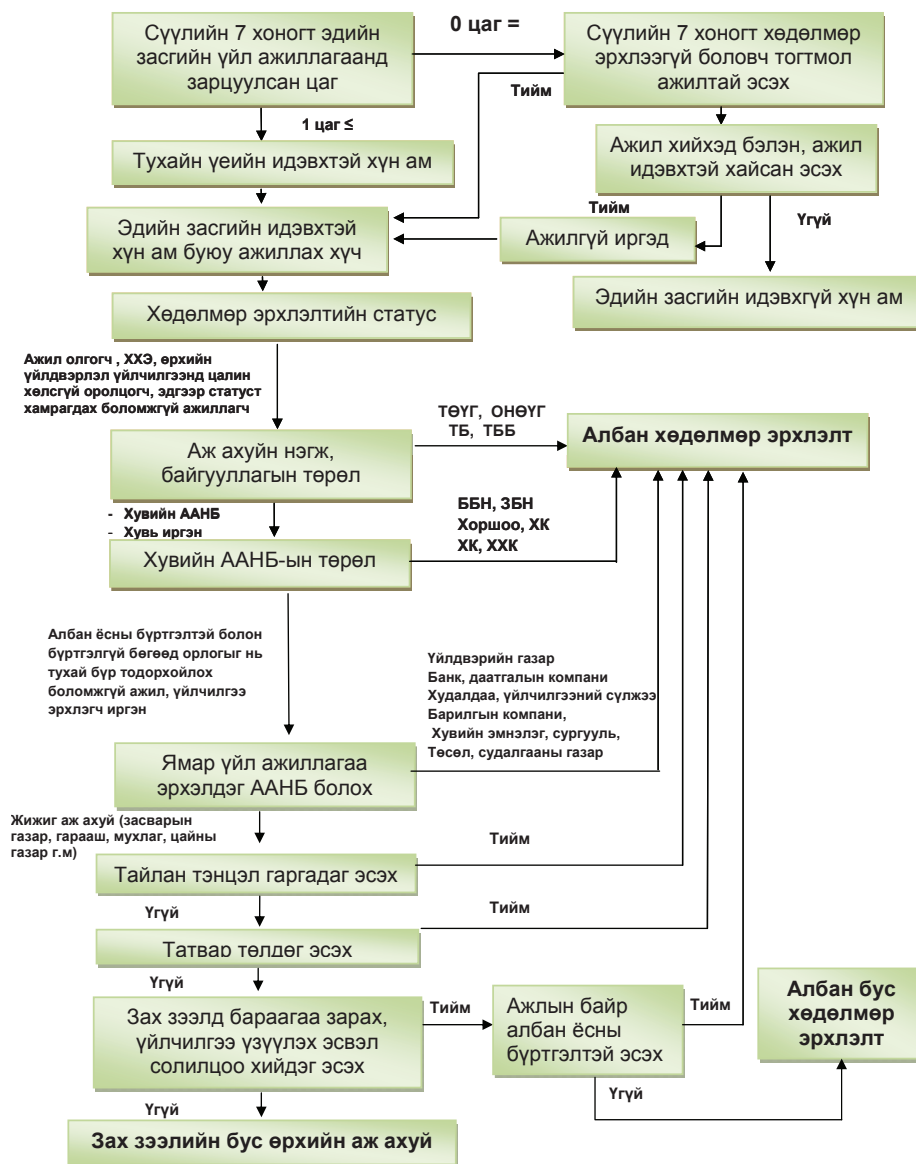 Сүүлийн 7 хоногт эдийн
засгийн үйл ажиллагаанд
зарцуулсан цаг
0 цаг =
Сүүлийн 7 хоногт хөдөлмөр
эрхлээгүй боловч тогтмол
ажилтай эсэх
Тийм
1 цаг ≤
Тухайн үеийн идэвхтэй хүн ам
Ажил хийхэд бэлэн, ажил
идэвхтэй хайсан эсэх
Тийм
Үгүй
Эдийн засгийн идэвхтэй
хүн ам буюу ажиллах хүч
Ажилгүй иргэд
Эдийн засгийн идэвхгүй хүн ам
Хөдөлмөр эрхлэлтийн статус
Ажил олгогч , ХХЭ, өрхийн
үйлдвэрлэл үйлчилгээнд цалин
хөлсгүй оролцогч, эдгээр статуст
хамрагдах боломжгүй ажиллагч
Аж ахуйн нэгж,
байгууллагын төрөл
ТӨҮГ, ОНӨҮГ
ТБ, ТББ
Албан хөдөлмөр эрхлэлт
- Хувийн ААНБ
- Хувь иргэн
ББН, ЗБН
Хоршоо, ХК
ХК, ХХК
Хувийн ААНБ-ын төрөл
Албан ёсны бүртгэлтэй болон
бүртгэлгүй бөгөөд орлогыг нь
тухай бүр тодорхойлох
боломжгүй ажил, үйлчилгээ
эрхлэгч иргэн
Үйлдвэрийн газар
Банк, даатгалын компани
Худалдаа, үйлчилгээний сүлжээ
Барилгын компани,
Хувийн эмнэлэг, сургууль,
Төсөл, судалгааны газар
Ямар үйл ажиллагаа
эрхэлдэг ААНБ болох
Жижиг аж ахуй (засварын
газар, гарааш, мухлаг, цайны
газар г.м)
Тийм
Тайлан тэнцэл гаргадаг эсэх
Үгүй
Тийм
Татвар төлдөг эсэх
Үгүй
Зах зээлд бараагаа зарах,
үйлчилгээ үзүүлэх эсвэл
солилцоо хийдэг эсэх
Тийм
Ажлын байр
албан ёсны
бүртгэлтэй эсэх
Тийм
Албан бус
хөдөлмөр
эрхлэлт
Үгүй
Үгүй
Зах зээлийн бус өрхийн аж ахуй